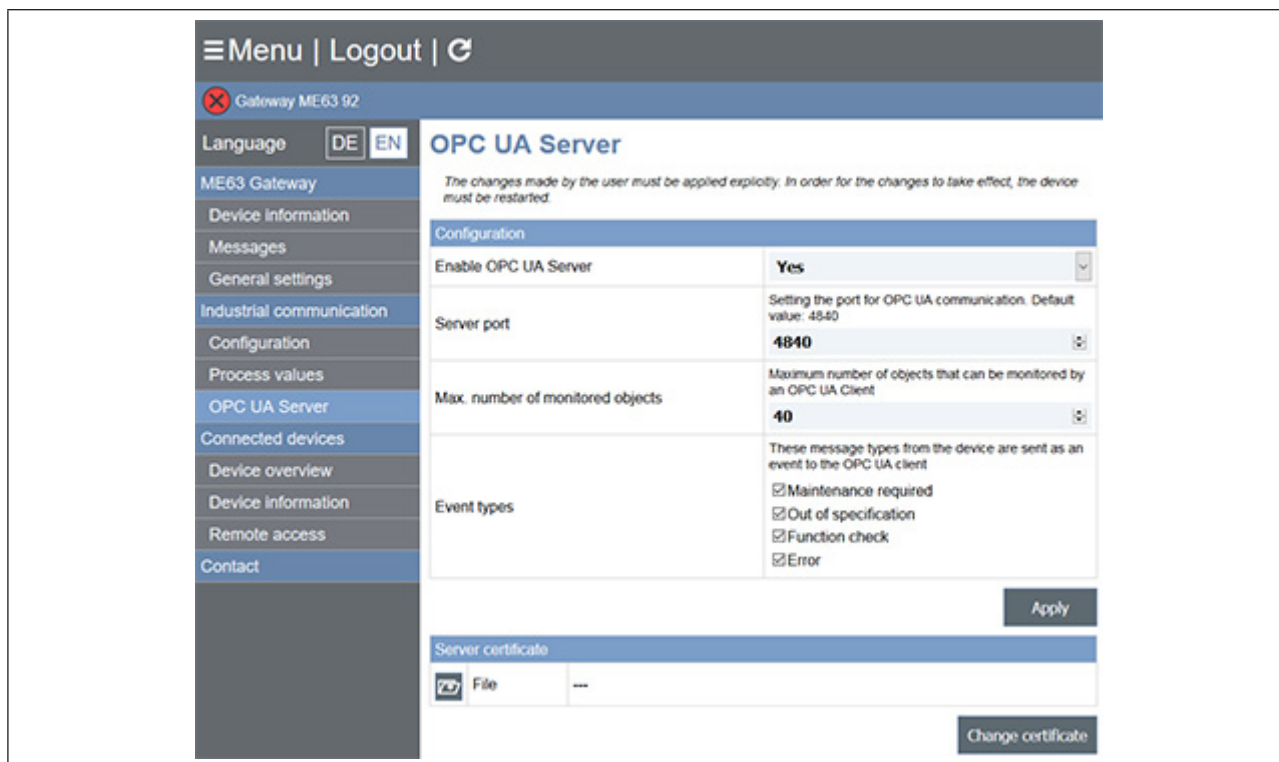 ≡Menu | Logout |
Gateway ME63 92
Language DE EN
ME63 Gateway
Device information
Messages
General settings
Industrial communication
Configuration
Process values
OPC UA Server
Connected devices
Device overview
Device information
Remote access
Contact
OPC UA Server
The changes made by the user must be applied explicitly. In order for the changes to take effect, the device
must be restarted.
Configuration
Enable OPC UA Server
Yes
Server port
Setting the port for OPC UA communication. Default
value: 4840
4840
Max. number of monitored objects
Maximum number of objects that can be monitored by
an OPC UA Client
40
Event types
These message types from the device are sent as an
event to the OPC UA client
☑Maintenance required
☑Out of specification
☑Function check
☑Error
Apply
Server certificate
File ---
Change certificate